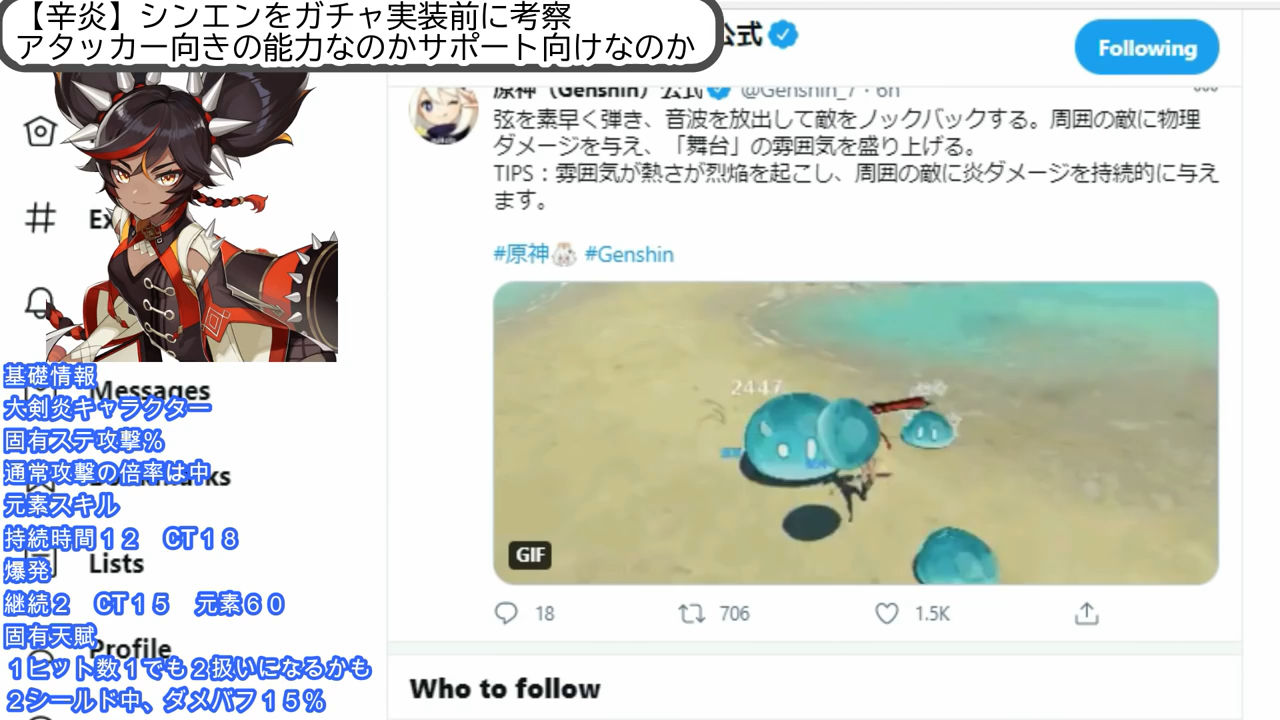 【辛炎】シンエンをガチャ実装前に考察
アタッカー向きの能力なのかサポート向けなのか
公式
Following
原神（Genshin）公式 @Genshin_7・6h
弦を素早く弾き、音波を放出して敵をノックバックする。周囲の敵に物理
ダメージを与え、「舞台」の雰囲気を盛り上げる。
TIPS：雰囲気が熱さが烈焔を起こし、周囲の敵に炎ダメージを持続的に与え
ます。
#原神 #Genshin
2447
GIF
18 706 1.5K
Who to follow
Ex
Messages
Lists
Profile
基礎情報
大剣炎キャラクター
固有ステ攻撃％
通常攻撃の倍率は中
元素スキル
持続時間１２　CT１８
爆発
継続２　CT１５　元素６０
固有天賦
１ヒット数１でも２扱いになるかも
２シールド中、ダメバフ１５％